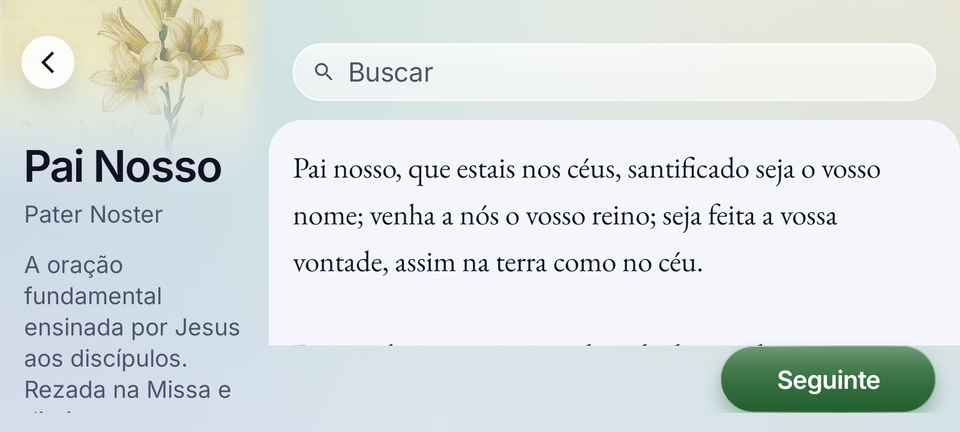 Buscar
Pai Nosso
Pater Noster
A oração
fundamental
ensinada por Jesus
aos discípulos.
Rezada na Missa e
Pai nosso, que estais nos céus, santificado seja o vosso
nome; venha a nós o vosso reino; seja feita a vossa
vontade, assim na terra como no céu.
Seguinte